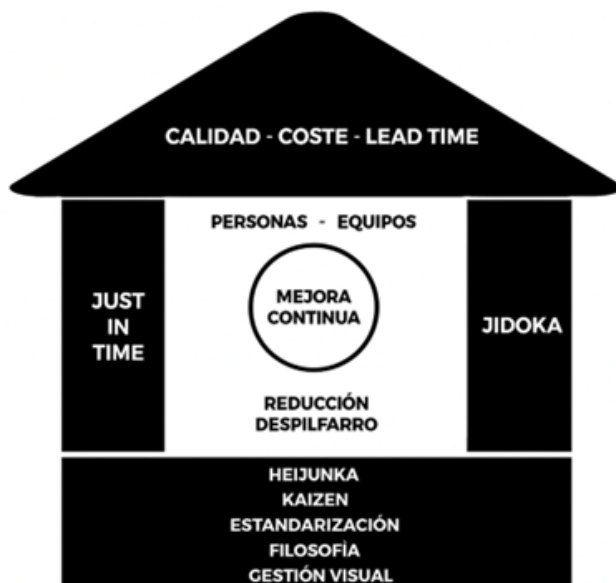 CALIDAD - COSTE - LEAD TIME
PERSONAS - EQUIPOS
JUST
IN
TIME
MEJORA
CONTINUA
JIDOKA
REDUCCIÓN
DESPILFARRO
HEIJUNKA
KAIZEN
ESTANDARIZACIÓN
FILOSOFÌA
GESTIÓN VISUAL